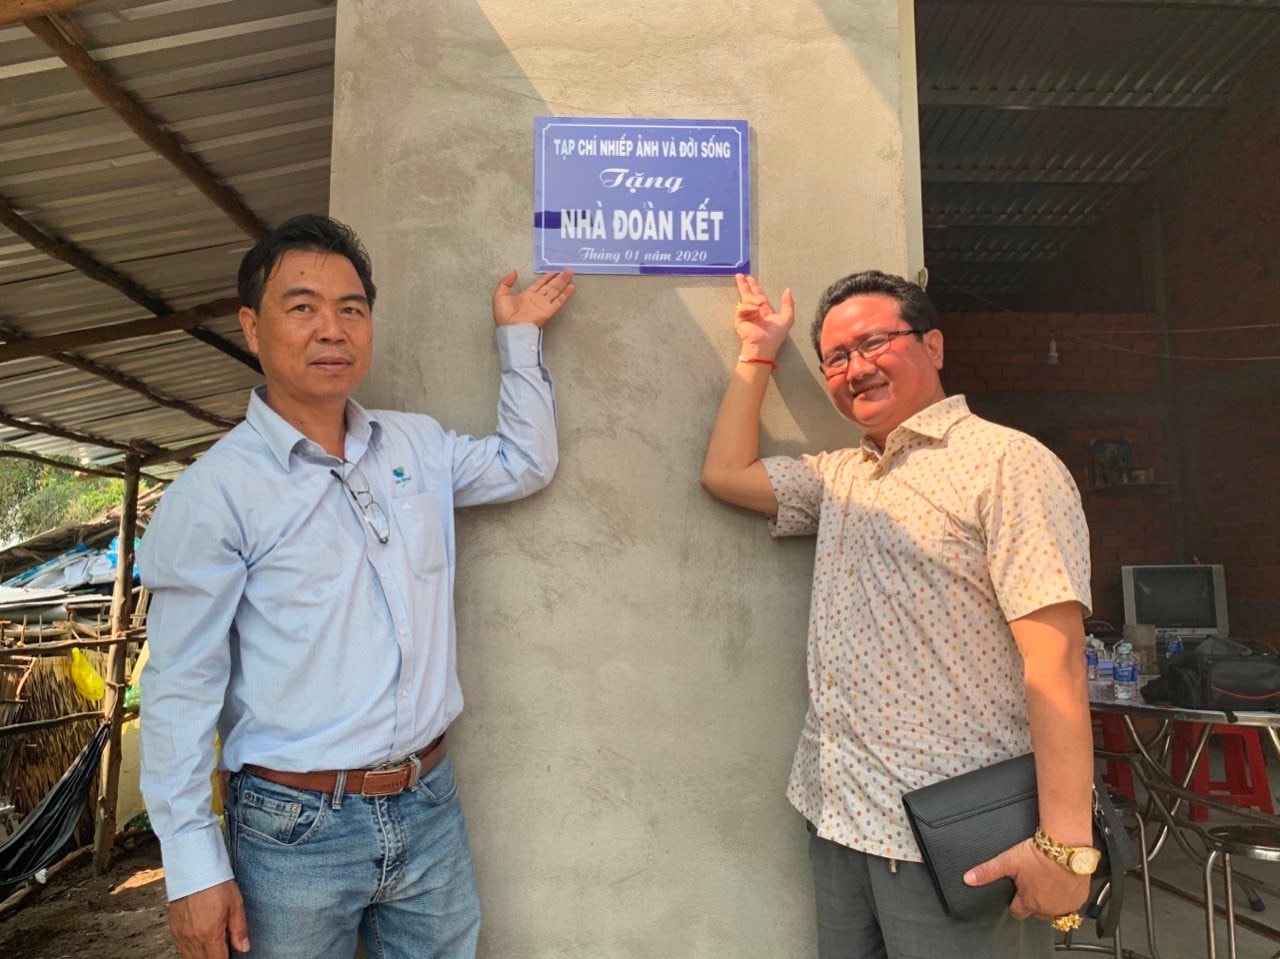 TẠP CHÍ NHIẾP ẢNH VÀ ĐỜI SỐNG
Tặng
NHÀ ĐOÀN KẾT
Tháng 01 năm 2020